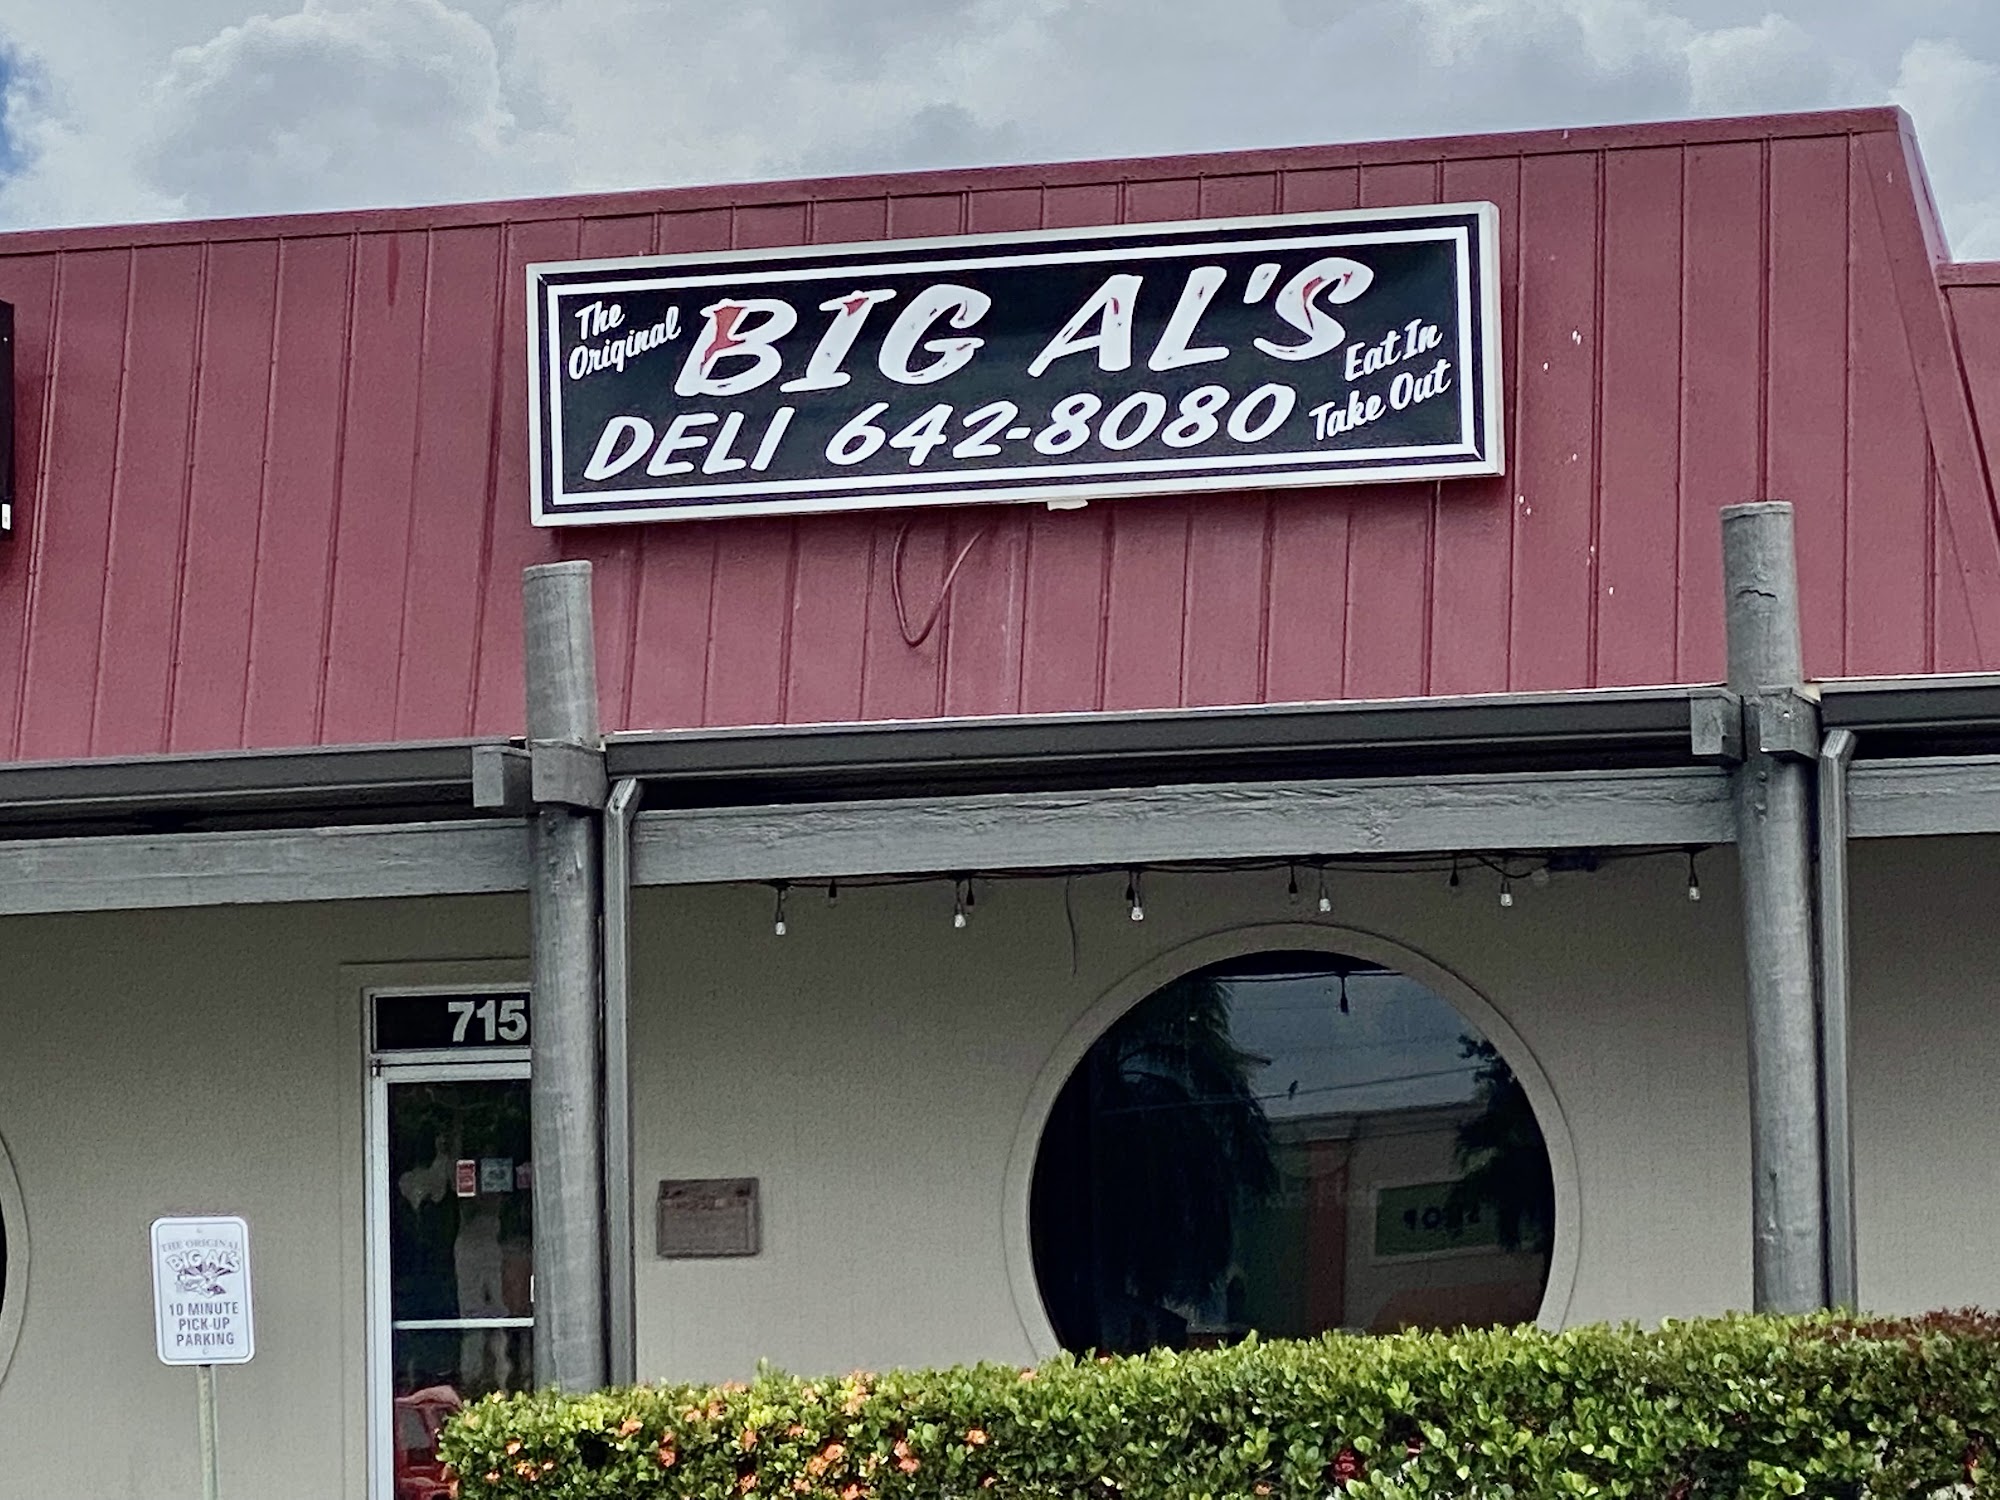 The
Original
BIG AL'S
DELI 642-8080
Eat In
Take Out
715
THE ORIGINAL
BIG AL'S
10 MINUTE
PICK-UP
PARKING